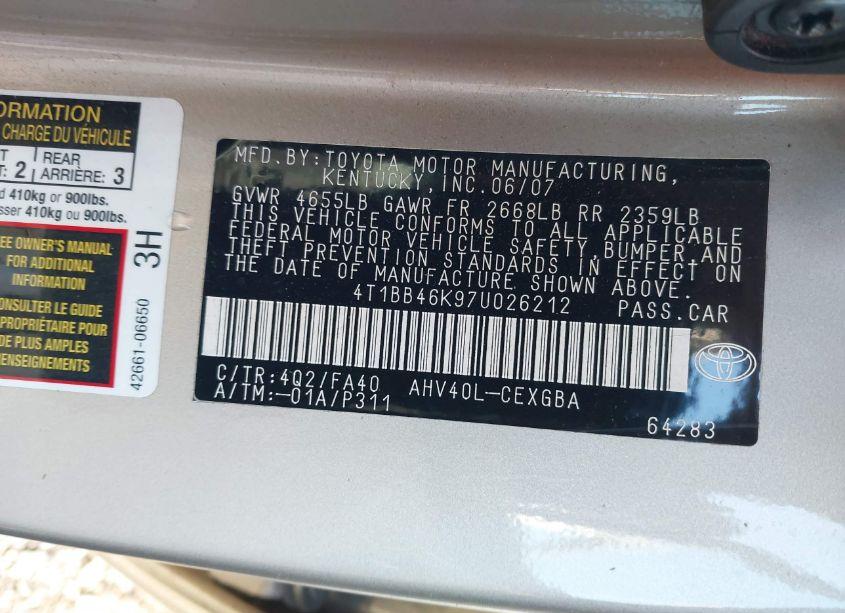 ORMATION
CHARGE DU VÉHICULE
2 REAR ARRIÈRE: 3
410kg or 900lbs.
sser 410kg ou 900lbs.
EE OWNER'S MANUAL
FOR ADDITIONAL
INFORMATION
ONSULTER LE GUIDE
PROPRIÉTAIRE POUR
DE PLUS AMPLES
ENSEIGNEMENTS
3H
42661-06650
MFD.BY:TOYOTA MOTOR MANUFACTURING,
KENTUCKY,INC.06/07
GVWR 4655LB GAWR FR 2668LB RR 2359LB
THIS VEHICLE CONFORMS TO ALL APPLICABLE
FEDERAL MOTOR VEHICLE SAFETY,BUMPER,AND
THEFT PREVENTION STANDARDS IN EFFECT ON
THE DATE OF MANUFACTURE SHOWN ABOVE.
4T1BB46K97U026212 PASS.CAR
C/TR:4Q2/FA40 AHV40L-CEXGBA
A/TM:-01A/P311
64283
TOYOTA